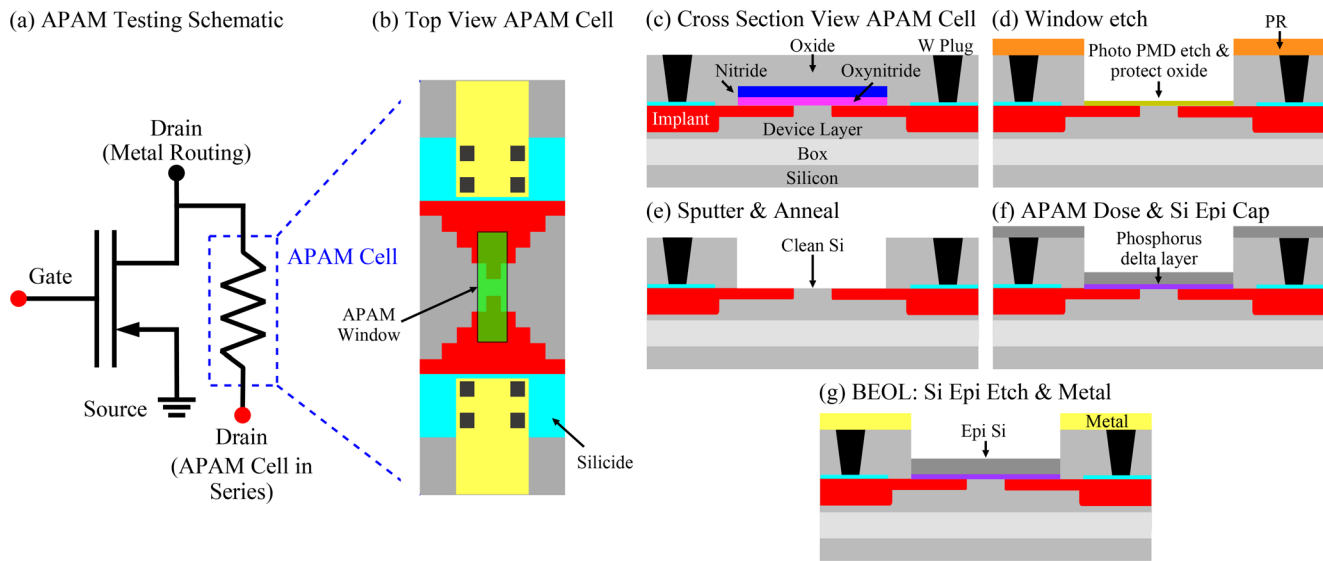 (a) APAM Testing Schematic
Drain
(Metal Routing)
Gate
APAM Cell
Source
Drain
(APAM Cell in
Series)
(b) Top View APAM Cell
APAM
Window
Silicide
(c) Cross Section View APAM Cell
Oxide
W Plug
Nitride
Oxynitride
Implant
Device Layer
Box
Silicon
(d) Window etch
PR
Photo PMD etch &
protect oxide
(e) Sputter & Anneal
Clean Si
(f) APAM Dose & Si Epi Cap
Phosphorus
delta layer
(g) BEOL: Si Epi Etch & Metal
Metal
Epi Si